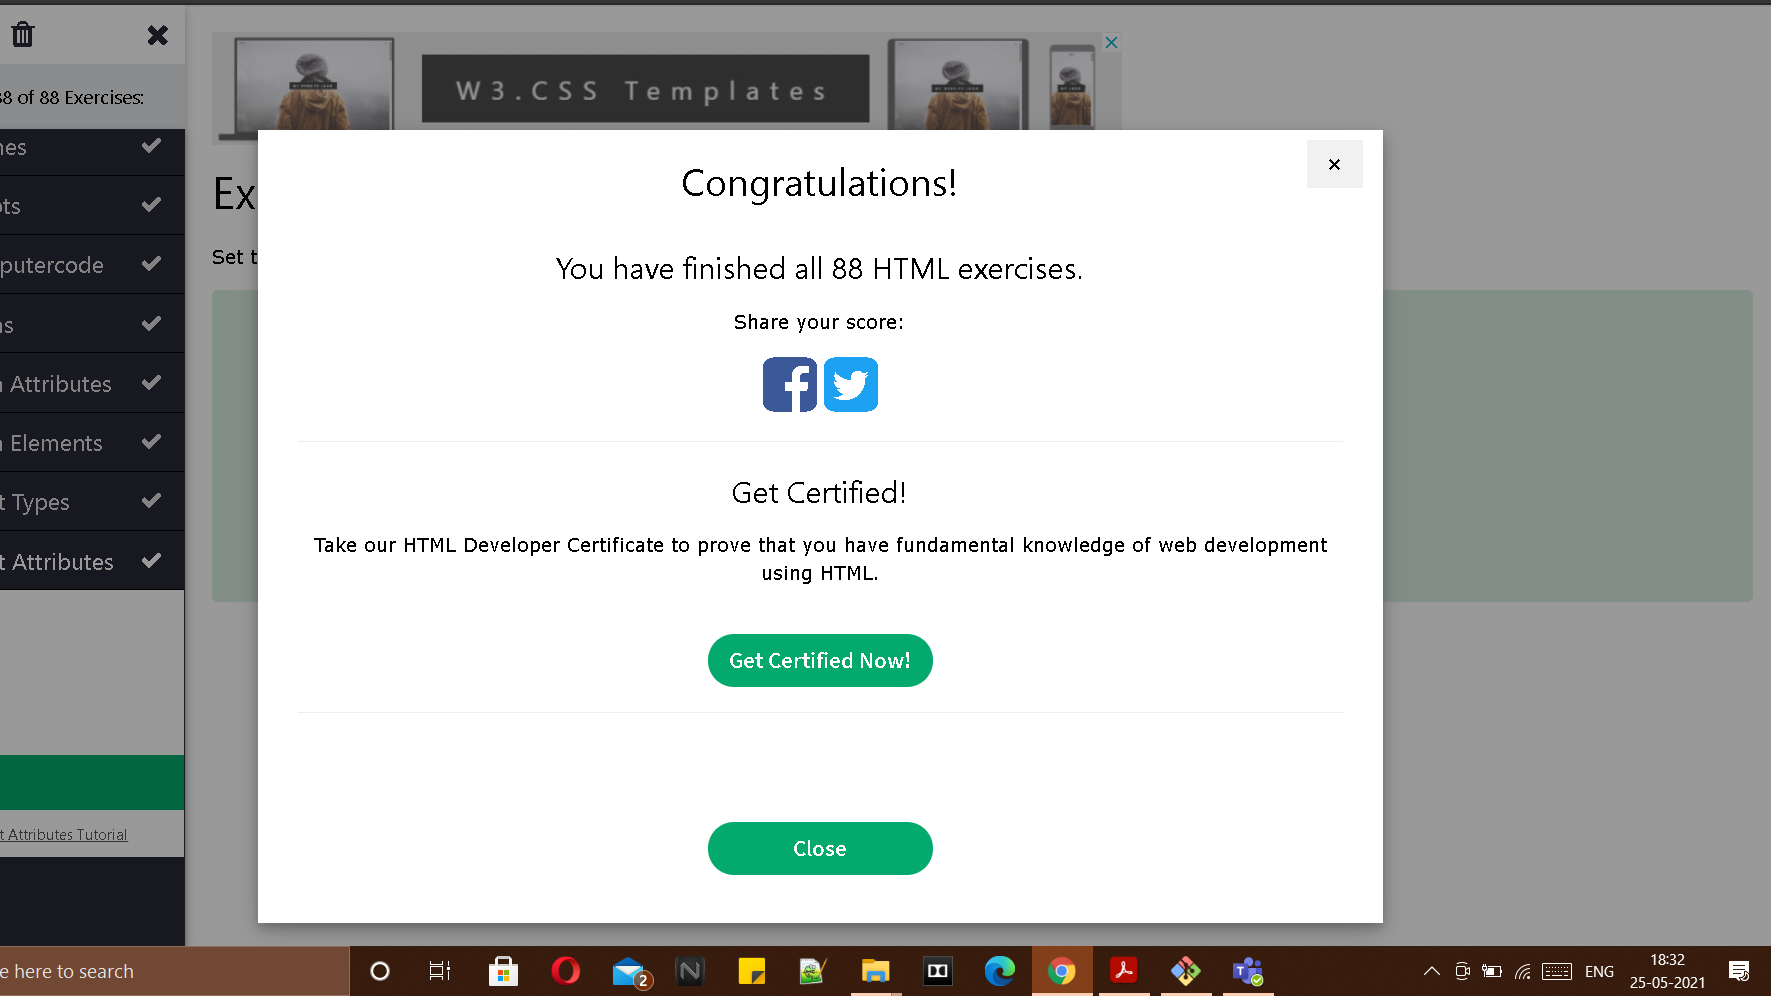 88 of 88 Exercises:
nes
ots
putercode
ns
n Attributes
n Elements
t Types
t Attributes
t Attributes Tutorial
W3.CSS Templates
Ex
Set t
×
Congratulations!
You have finished all 88 HTML exercises.
Share your score:
Get Certified!
Take our HTML Developer Certificate to prove that you have fundamental knowledge of web development
using HTML.
Get Certified Now!
Close
e here to search
2
ENG
18:32
25-05-2021